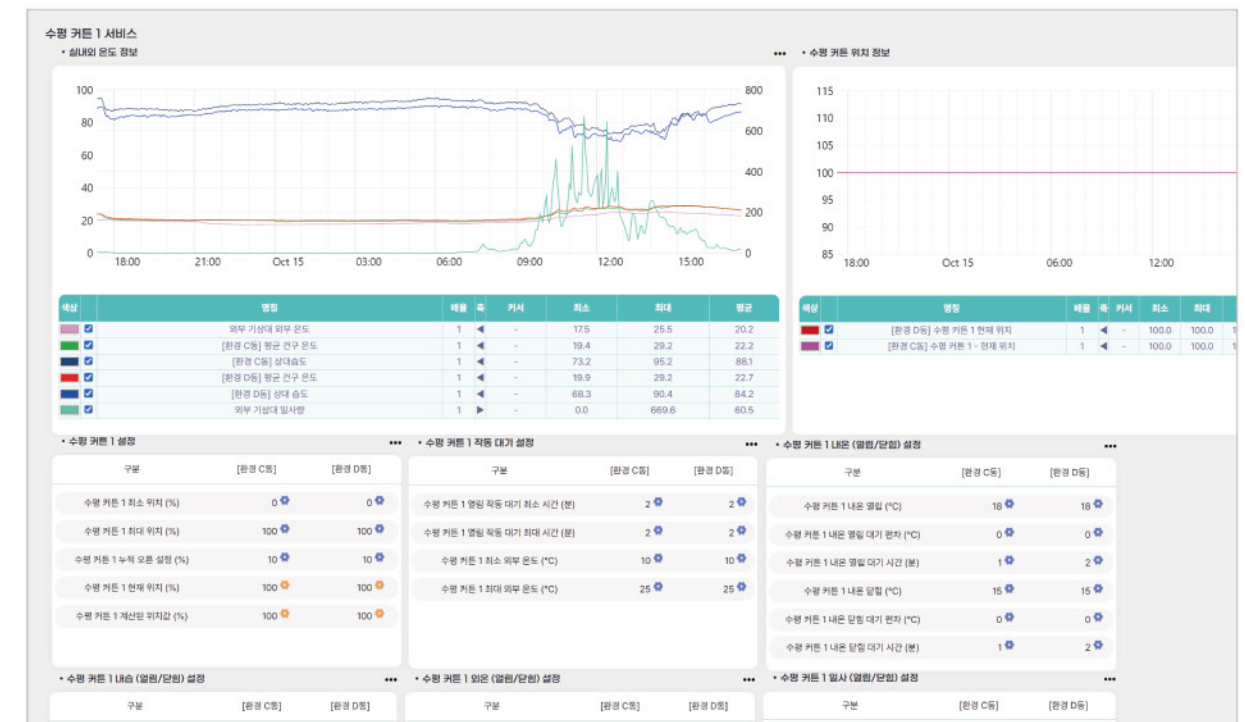 수평 커튼 1 서비스
• 실내외 온도 정보
•••
• 수평 커튼 위치 정보
100 800
80
60 600
40 400
20 200
0 0
18:00 21:00 Oct 15 03:00 06:00 09:00 12:00 15:00
115
110
105
100
95
90
85
18:00 Oct 15 06:00 12:00
색상 명칭 배율 축 커서 최소 최대 평균
외부 기상대 외부 온도 1 ◀ - 17.5 25.5 20.2
[환경 C동] 평균 건구 온도 1 ◀ - 19.4 29.2 22.2
[환경 C동] 상대습도 1 ◀ - 73.2 95.2 88.1
[환경 D동] 평균 건구 온도 1 ◀ - 19.9 29.2 22.7
[환경 D동] 상대 습도 1 ◀ - 68.3 90.4 84.2
외부 기상대 일사량 1 ▶ - 0.0 669.6 60.5
색상 명칭 배율 축 커서 최소 최대
[환경 D동] 수평 커튼 1 현재 위치 1 ◀ - 100.0 100.0 1
[환경 C동] 수평 커튼 1 - 현재 위치 1 ◀ - 100.0 100.0 1
• 수평 커튼 1 설정 •••
구분 [환경 C동] [환경 D동]
수평 커튼 1 최소 위치 (%) 0 0
수평 커튼 1 최대 위치 (%) 100 100
수평 커튼 1 누적 오픈 설정 (%) 10 10
수평 커튼 1 현재 위치 (%) 100 100
수평 커튼 1 계산된 위치값 (%) 100 100
• 수평 커튼 1 작동 대기 설정 •••
구분 [환경 C동] [환경 D동]
수평 커튼 1 열림 작동 대기 최소 시간 (분) 2 2
수평 커튼 1 열림 작동 대기 최대 시간 (분) 2 2
수평 커튼 1 최소 외부 온도 (°C) 10 10
수평 커튼 1 최대 외부 온도 (°C) 25 25
• 수평 커튼 1 내온 (열림/닫힘) 설정 •••
구분 [환경 C동] [환경 D동]
수평 커튼 1 내온 열림 (°C) 18 18
수평 커튼 1 내온 열림 대기 편차 (°C) 0 0
수평 커튼 1 내온 열림 대기 시간 (분) 1 2
수평 커튼 1 내온 닫힘 (°C) 15 15
수평 커튼 1 내온 닫힘 대기 편차 (°C) 0 0
수평 커튼 1 내온 닫힘 대기 시간 (분) 1 2
• 수평 커튼 1 내습 (열림/닫힘) 설정 •••
구분 [환경 C동] [환경 D동]
• 수평 커튼 1 외온 (열림/닫힘) 설정 •••
구분 [환경 C동] [환경 D동]
• 수평 커튼 1 일사 (열림/닫힘) 설정 •••
구분 [환경 C동] [환경 D동]